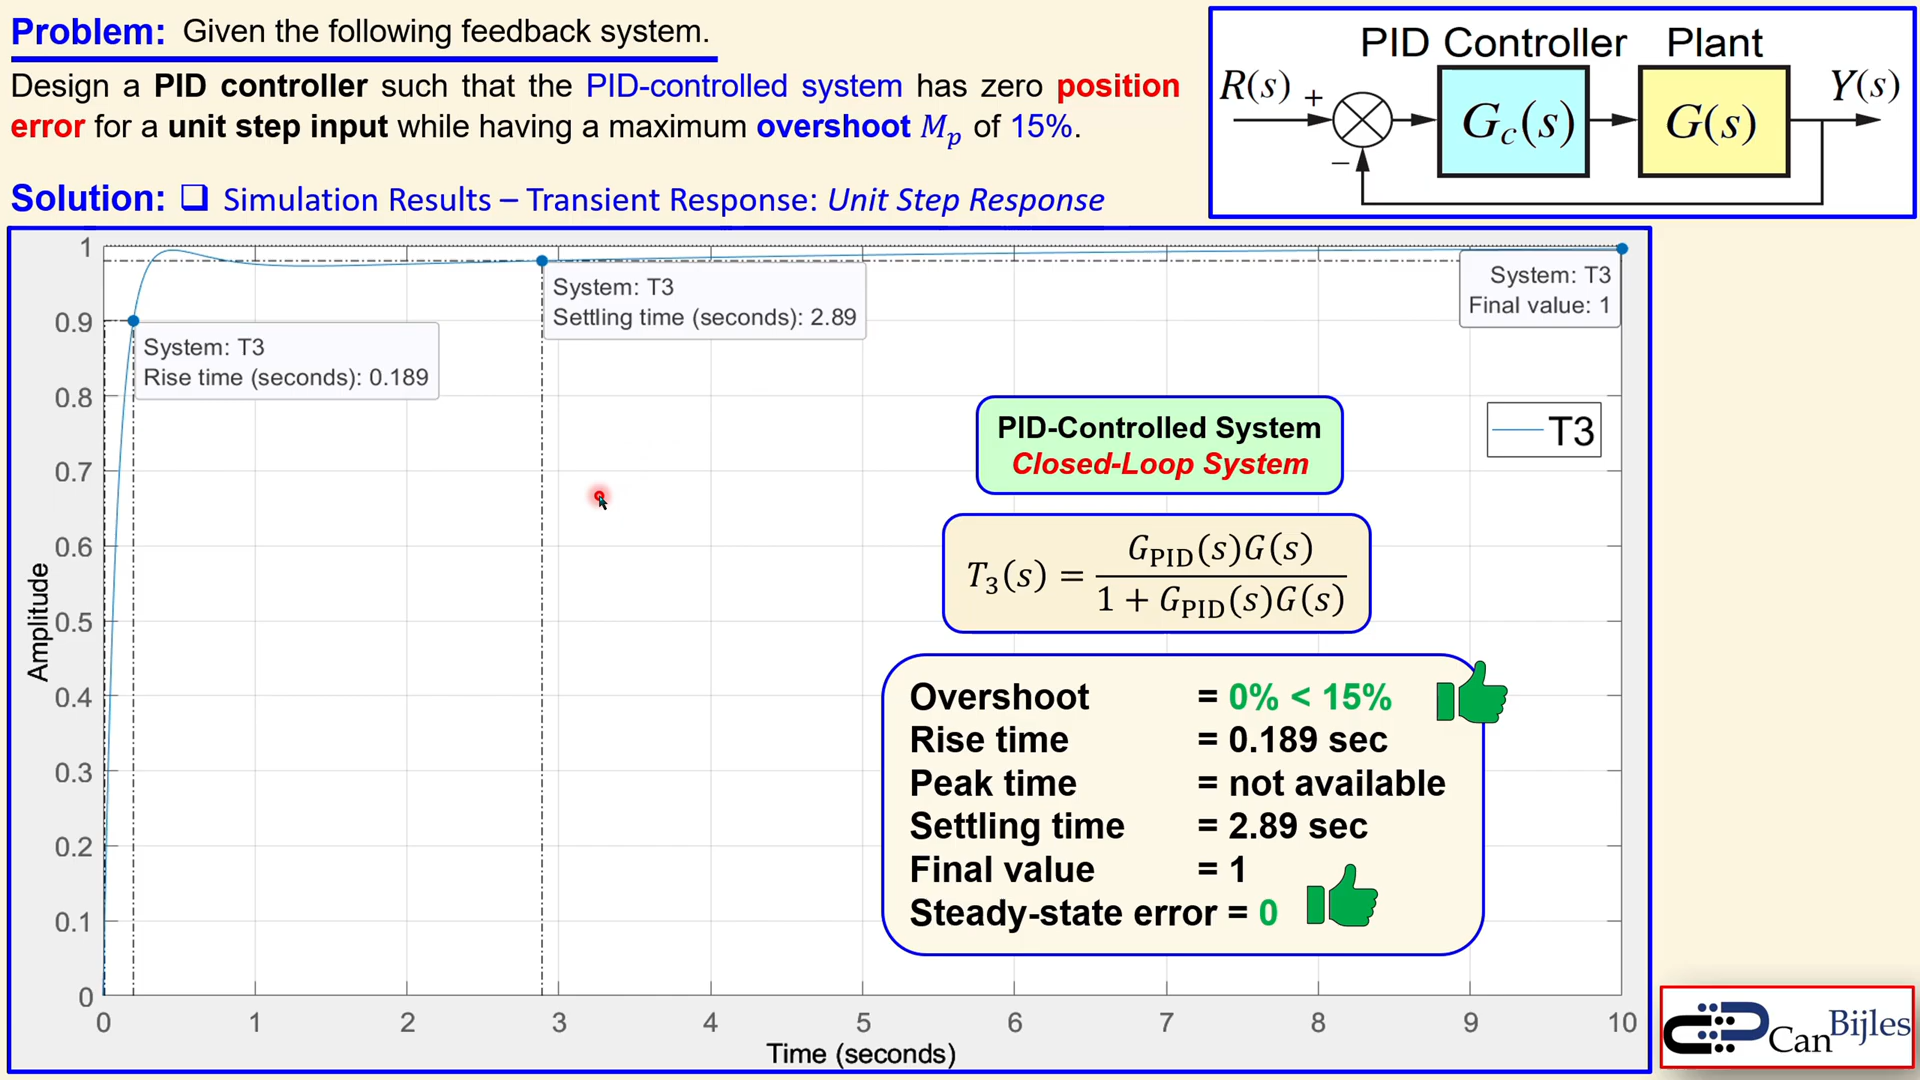 Problem: Given the following feedback system.
Design a PID controller such that the PID-controlled system has zero position
error for a unit step input while having a maximum overshoot Mₚ of 15%.
Solution: ❑ Simulation Results – Transient Response: Unit Step Response
PID Controller Plant
R(s) + Gc(s) G(s) Y(s)
−
1
0.9
0.8
0.7
0.6
0.5
0.4
0.3
0.2
0.1
0
Amplitude
System: T3
Rise time (seconds): 0.189
System: T3
Settling time (seconds): 2.89
System: T3
Final value: 1
T3
PID-Controlled System
Closed-Loop System
T₃(s) = G_PID(s)G(s) / 1 + G_PID(s)G(s)
Overshoot = 0% < 15%
Rise time = 0.189 sec
Peak time = not available
Settling time = 2.89 sec
Final value = 1
Steady-state error = 0
0 1 2 3 4 5 6 7 8 9 10
Time (seconds)
CanBijles